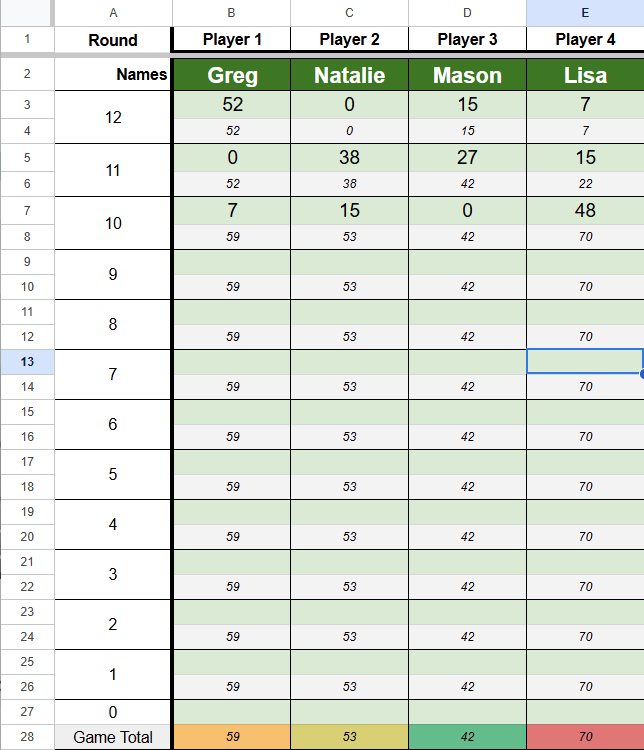 A B C D E
1 Round Player 1 Player 2 Player 3 Player 4
2 Names Greg Natalie Mason Lisa
3 52 0 15 7
12
4 52 0 15 7
5 0 38 27 15
11
6 52 38 42 22
7 7 15 0 48
10
8 59 53 42 70
9
9
10 59 53 42 70
11
8
12 59 53 42 70
13
7
14 59 53 42 70
15
6
16 59 53 42 70
17
5
18 59 53 42 70
19
4
20 59 53 42 70
21
3
22 59 53 42 70
23
2
24 59 53 42 70
25
1
26 59 53 42 70
27 0
28 Game Total 59 53 42 70